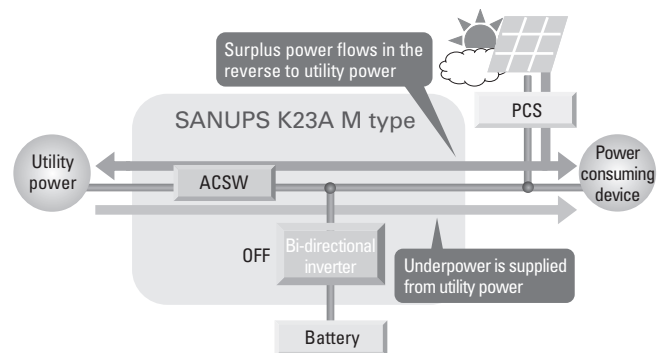 Surplus power flows in the
reverse to utility power
SANUPS K23A M type
PCS
Utility
power
ACSW
Power
consuming
device
OFF
Bi-directional
inverter
Underpower is supplied
from utility power
Battery